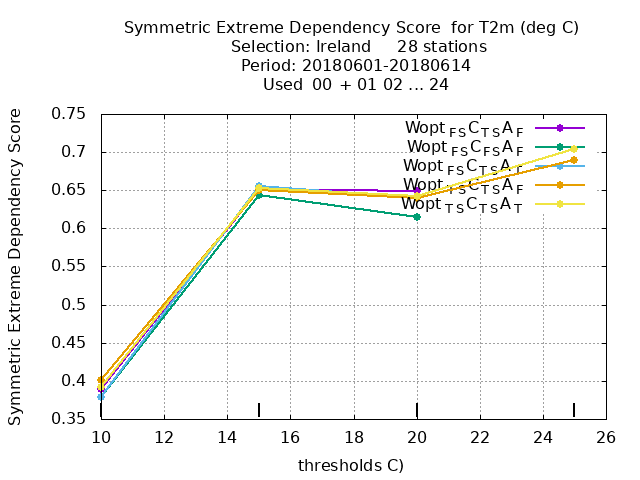 Symmetric Extreme Dependency Score for T2m (deg C)
Selection: Ireland 28 stations
Period: 20180601-20180614
Used 00 + 01 02 ... 24
Symmetric Extreme Dependency Score
0.75
0.7
0.65
0.6
0.55
0.5
0.45
0.4
0.35
Wopt FS C TS A F
Wopt FS C FS A F
Wopt FS C TS A
Wopt FS C TS A F
Wopt TS C TS A T
10 12 14 16 18 20 22 24 26
thresholds C)